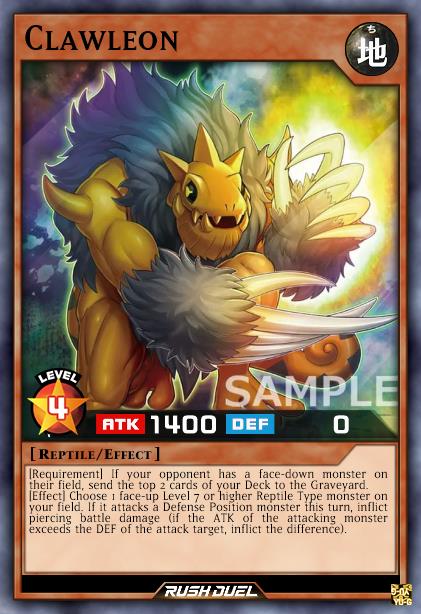 CLAWLEON
ち
地
SAMPLE
LEVEL
4
ATK 1400 DEF 0
[REPTILE/EFFECT]
[Requirement] If your opponent has a face-down monster on
their field, send the top 2 cards of your Deck to the Graveyard.
[Effect] Choose 1 face-up Level 7 or higher Reptile Type monster on
your field. If it attacks a Defense Position monster this turn, inflict
piercing battle damage (if the ATK of the attacking monster
exceeds the DEF of the attack target, inflict the difference).
RUSH DUEL